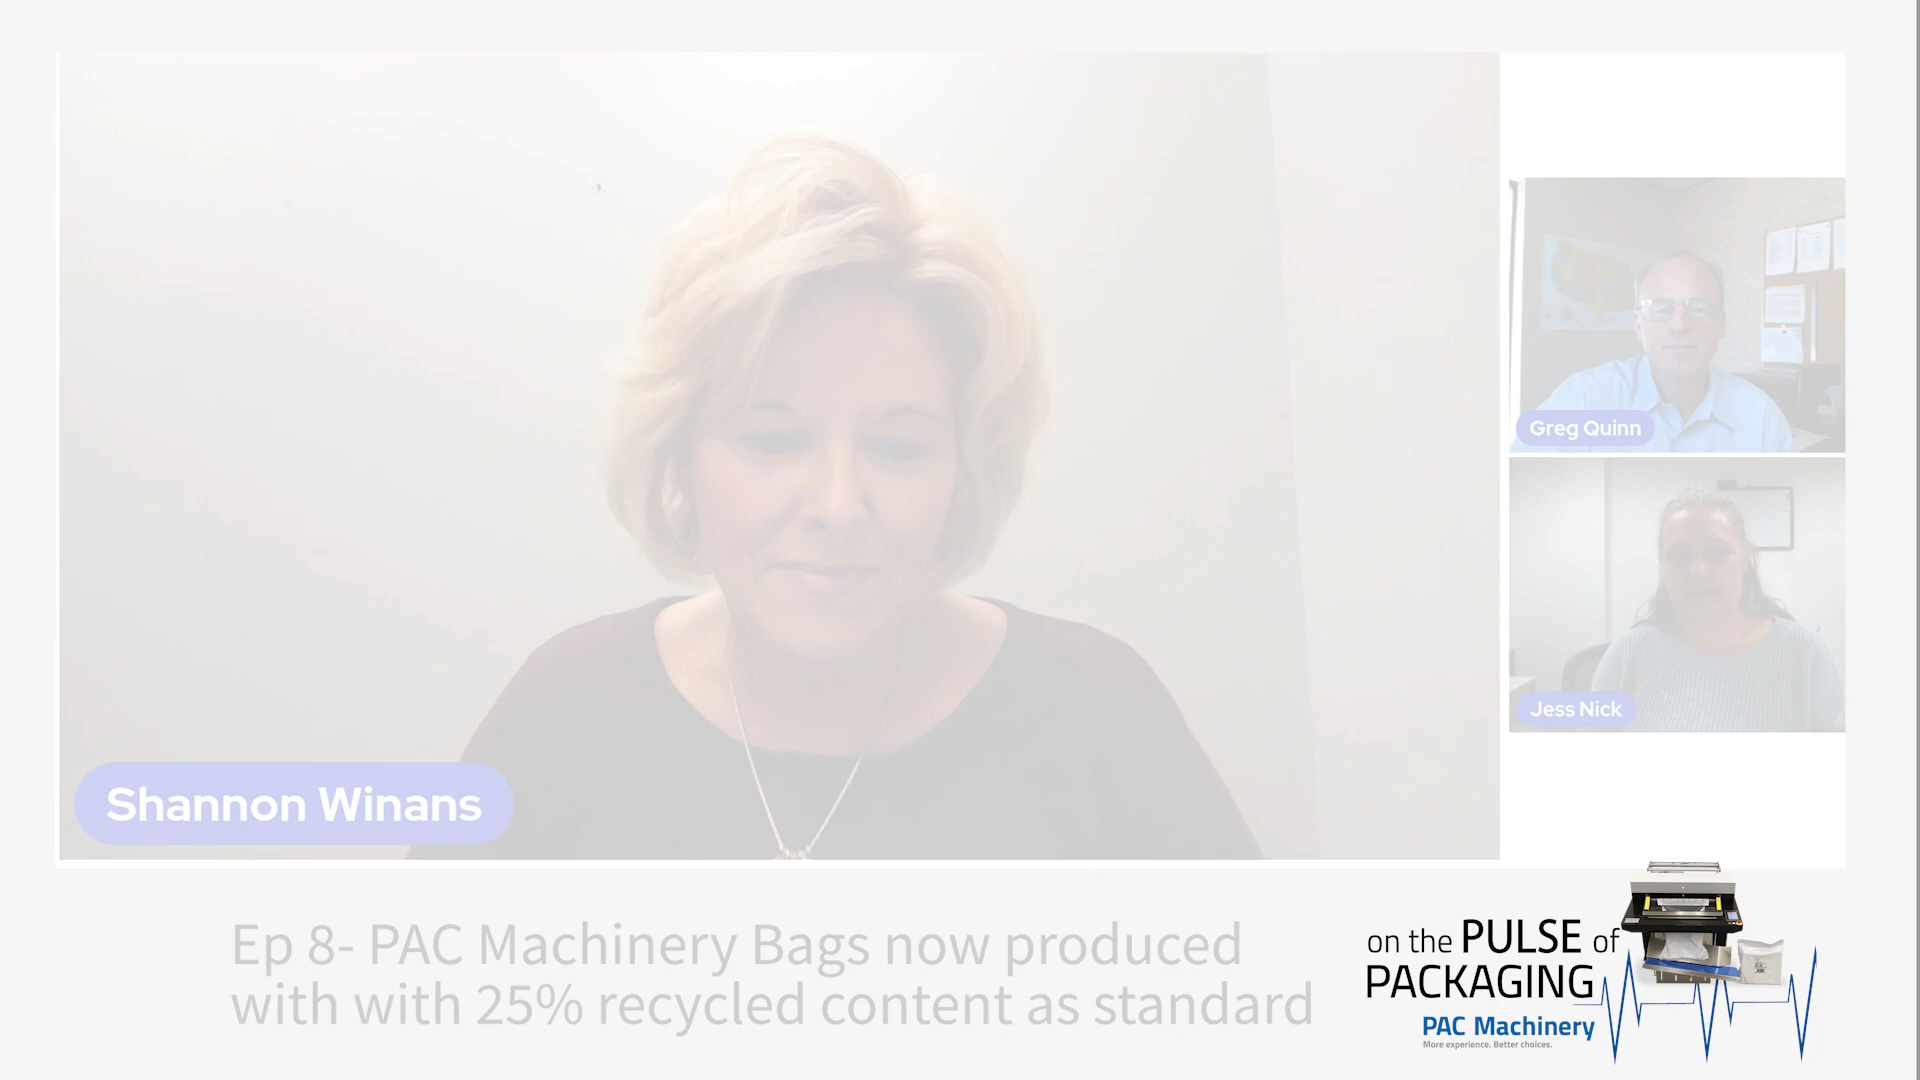 Greg Quinn
Jess Nick
Shannon Winans
Ep 8- PAC Machinery Bags now produced
with with 25% recycled content as standard
on the PULSE of
PACKAGING
PAC Machinery
More experience. Better choices.